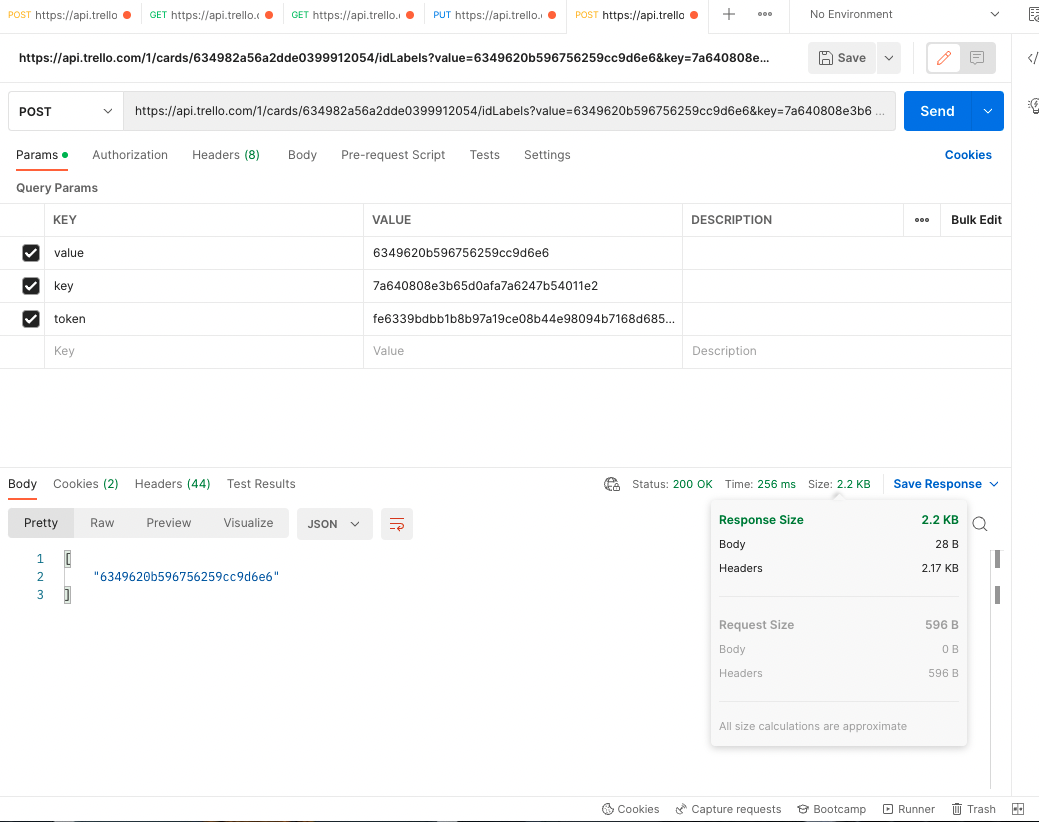 POST https://api.trello GET https://api.trello.c GET https://api.trello.c PUT https://api.trello.c POST https://api.trello No Environment
https://api.trello.com/1/cards/634982a56a2dde0399912054/idLabels?value=6349620b596756259cc9d6e6&key=7a640808e... Save
POST https://api.trello.com/1/cards/634982a56a2dde0399912054/idLabels?value=6349620b596756259cc9d6e6&key=7a640808e3b6 ... Send
Params Authorization Headers (8) Body Pre-request Script Tests Settings Cookies
Query Params
KEY VALUE DESCRIPTION Bulk Edit
value 6349620b596756259cc9d6e6
key 7a640808e3b65d0afa7a6247b54011e2
token fe6339bdbb1b8b97a19ce08b44e98094b7168d685...
Key Value Description
Body Cookies (2) Headers (44) Test Results Status: 200 OK Time: 256 ms Size: 2.2 KB Save Response
Pretty Raw Preview Visualize JSON
1 [
2 "6349620b596756259cc9d6e6"
3 ]
Response Size 2.2 KB
Body 28 B
Headers 2.17 KB
Request Size 596 B
Body 0 B
Headers 596 B
All size calculations are approximate
Cookies Capture requests Bootcamp Runner Trash